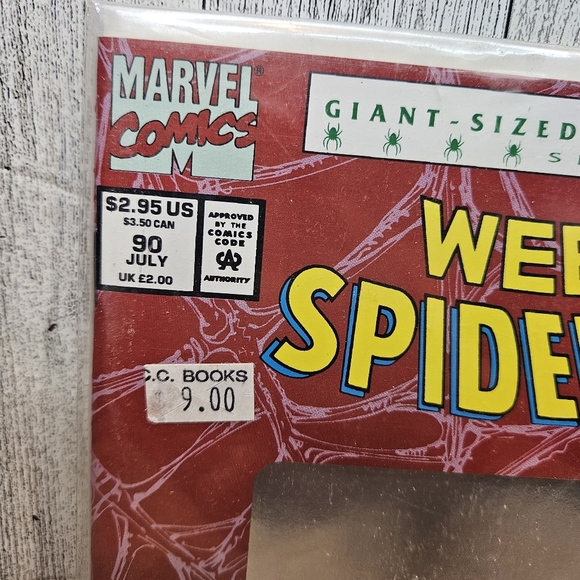 MARVEL®
COMICS
M
GIANT-SIZED
$2.95 US
$3.50 CAN
90
JULY
UK £2.00
APPROVED
BY THE
COMICS
CODE
CA
AUTHORITY
WEB
SPIDE
C.C. BOOKS
$9.00